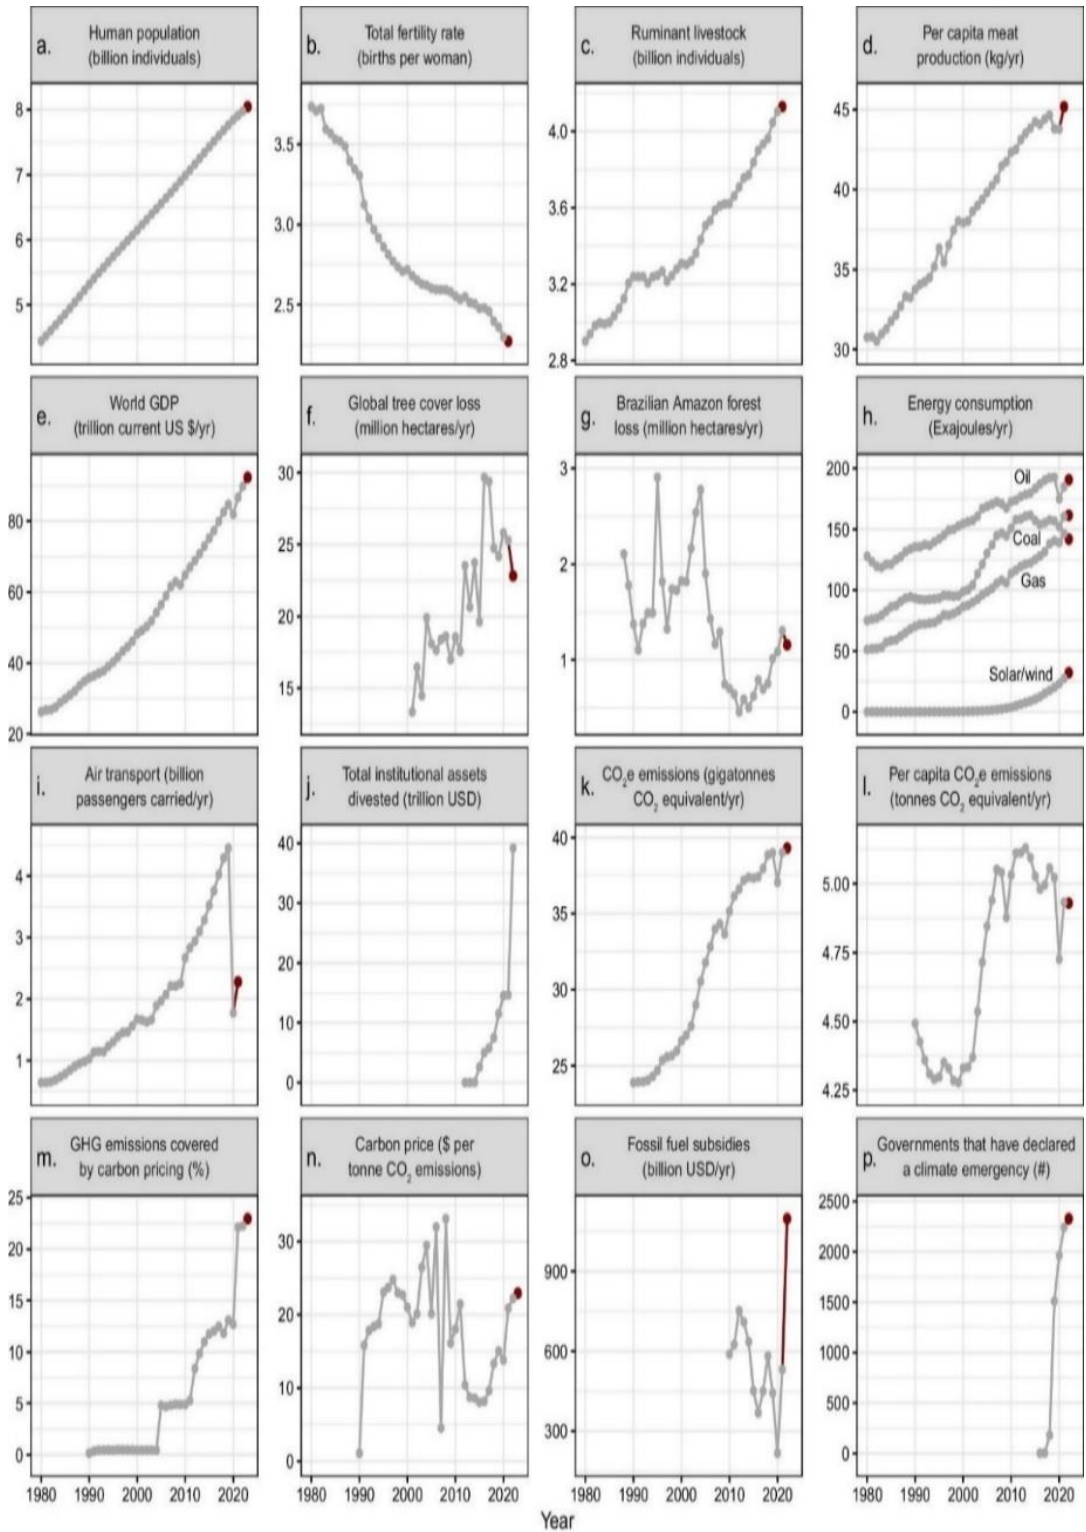 a. Human population
(billion individuals)
b. Total fertility rate
(births per woman)
c. Ruminant livestock
(billion individuals)
d. Per capita meat
production (kg/yr)
8
7
6
5
3.5
3.0
2.5
4.0
3.6
3.2
2.8
45
40
35
30
e. World GDP
(trillion current US $/yr)
f. Global tree cover loss
(million hectares/yr)
g. Brazilian Amazon forest
loss (million hectares/yr)
h. Energy consumption
(Exajoules/yr)
80
60
40
20
30
25
20
15
3
2
1
200
150
100
50
0
Oil
Coal
Gas
Solar/wind
i. Air transport (billion
passengers carried/yr)
j. Total institutional assets
divested (trillion USD)
k. CO2e emissions (gigatonnes
CO2 equivalent/yr)
l. Per capita CO2e emissions
(tonnes CO2 equivalent/yr)
4
3
2
1
40
30
20
10
0
40
35
30
25
5.00
4.75
4.50
4.25
m. GHG emissions covered
by carbon pricing (%)
n. Carbon price ($ per
tonne CO2 emissions)
o. Fossil fuel subsidies
(billion USD/yr)
p. Governments that have declared
a climate emergency (#)
25
20
15
10
5
0
30
20
10
0
900
600
300
2500
2000
1500
1000
500
0
1980 1990 2000 2010 2020
1980 1990 2000 2010 2020
1980 1990 2000 2010 2020
1980 1990 2000 2010 2020
Year